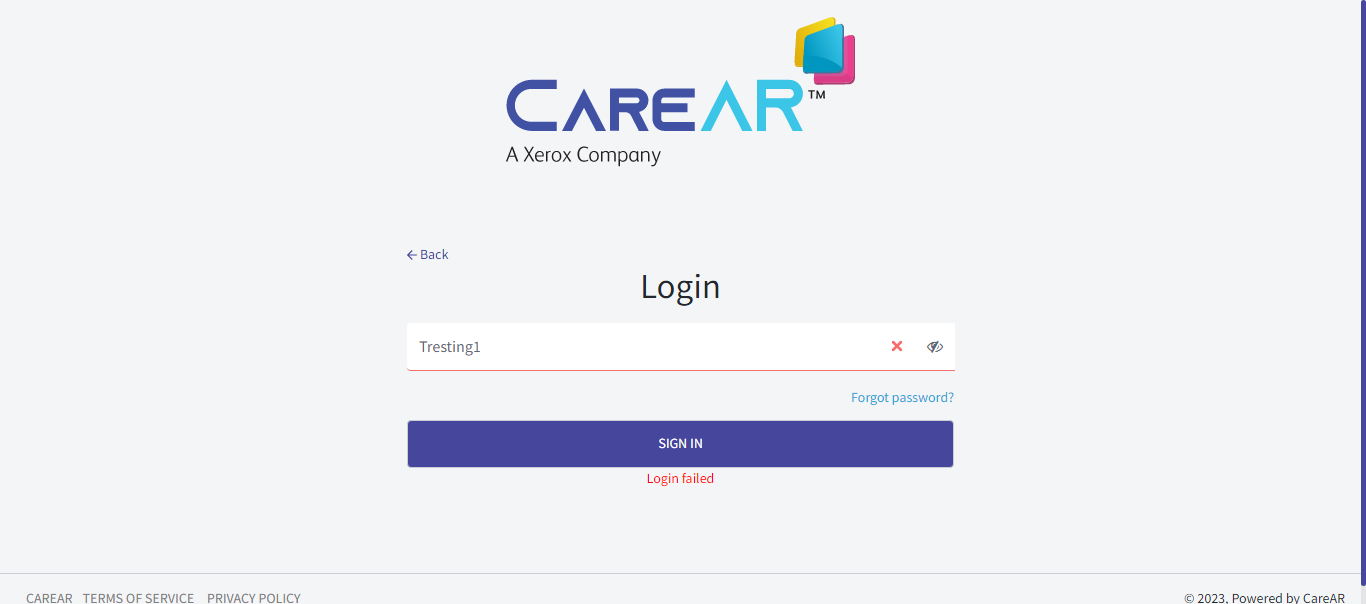 CAREAR™
A Xerox Company
← Back
Login
Tresting1
Forgot password?
SIGN IN
Login failed
CAREAR TERMS OF SERVICE PRIVACY POLICY © 2023, Powered by CareAR